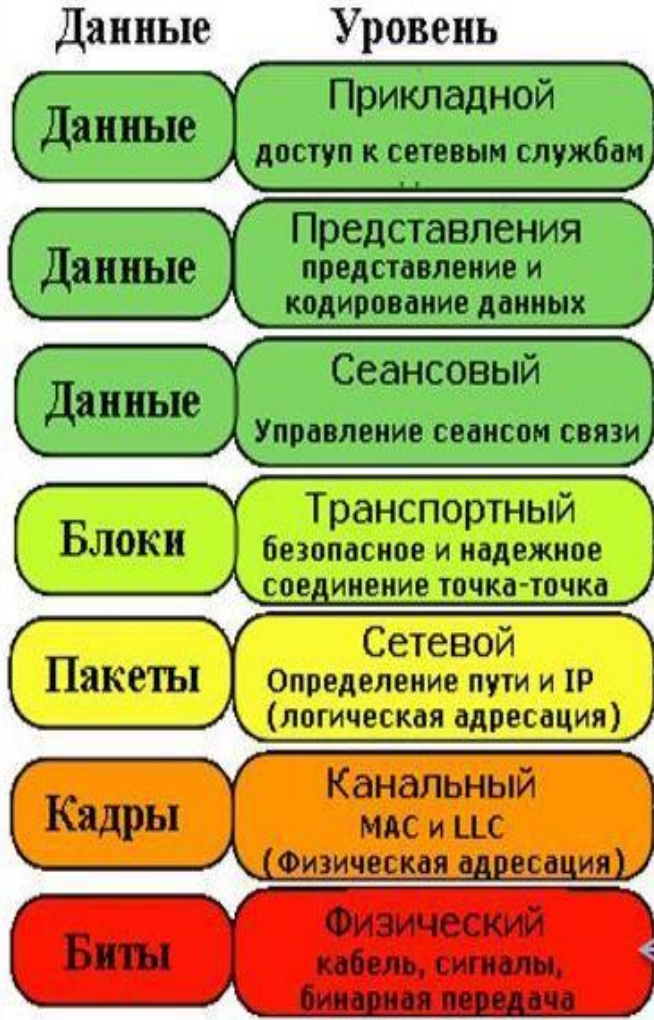 Данные Уровень
Данные
Прикладной
доступ к сетевым службам
Данные
Представления
представление и
кодирование данных
Данные
Сеансовый
Управление сеансом связи
Блоки
Транспортный
безопасное и надежное
соединение точка-точка
Пакеты
Сетевой
Определение пути и IP
(логическая адресация)
Кадры
Канальный
MAC и LLC
(Физическая адресация)
Биты
Физический
кабель, сигналы,
бинарная передача